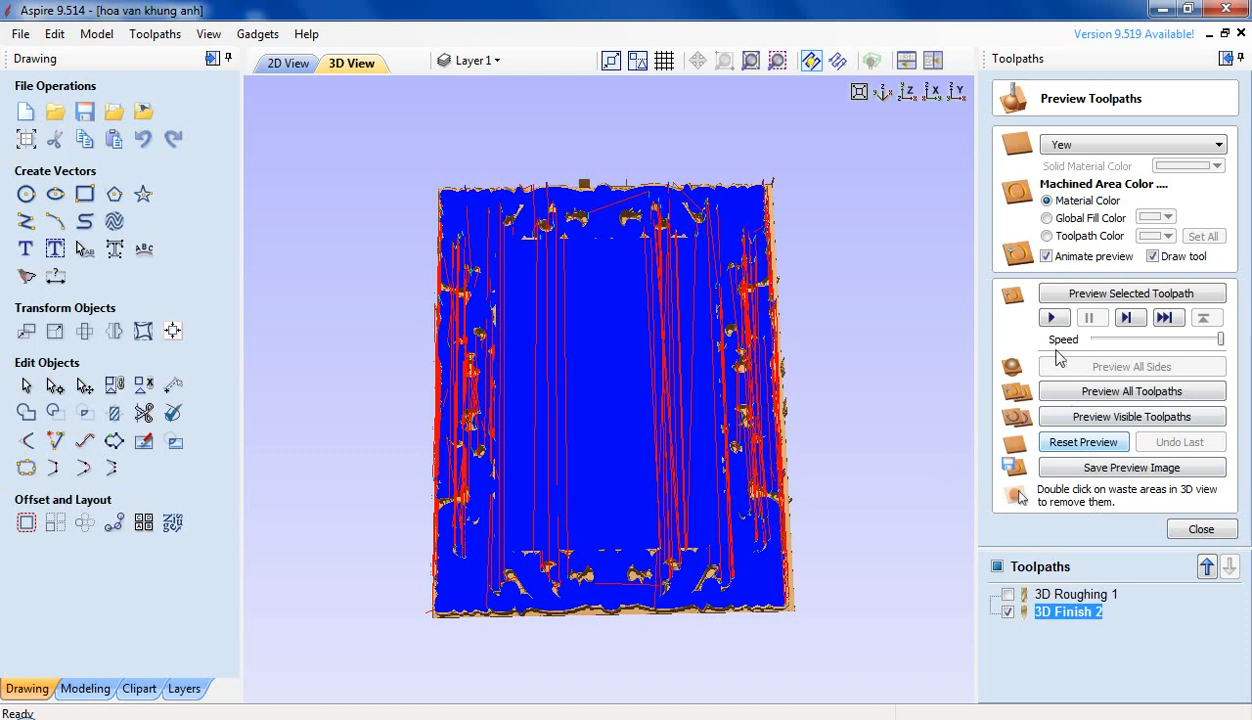 Aspire 9.514 - [hoa van khung anh]
File Edit Model Toolpaths View Gadgets Help
Version 9.519 Available!
Drawing
File Operations
Create Vectors
Transform Objects
Edit Objects
Offset and Layout
Drawing Modeling Clipart Layers
Ready
2D View 3D View Layer 1
Toolpaths
Preview Toolpaths
Yew
Solid Material Color
Machined Area Color ....
Material Color
Global Fill Color
Toolpath Color Set All
Animate preview Draw tool
Preview Selected Toolpath
Speed
Preview All Sides
Preview All Toolpaths
Preview Visible Toolpaths
Reset Preview Undo Last
Save Preview Image
Double click on waste areas in 3D view
to remove them.
Close
Toolpaths
3D Roughing 1
3D Finish 2